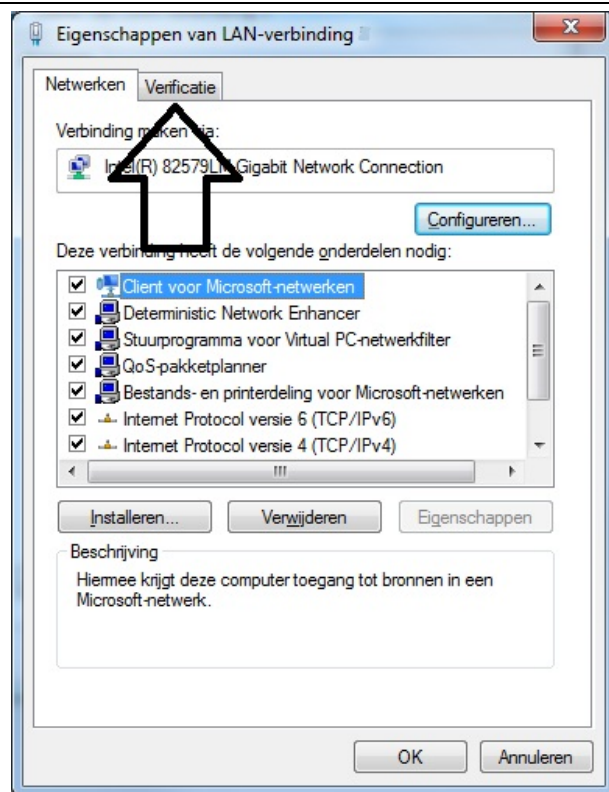 Eigenschappen van LAN-verbinding
Netwerken Verificatie
Verbinding maken via:
Intel(R) 82579LM Gigabit Network Connection
Configureren...
Deze verbinding heeft de volgende onderdelen nodig:
Client voor Microsoft-netwerken
Deterministic Network Enhancer
Stuurprogramma voor Virtual PC-netwerkfilter
QoS-pakketplanner
Bestands- en printerdeling voor Microsoft-netwerken
Internet Protocol versie 6 (TCP/IPv6)
Internet Protocol versie 4 (TCP/IPv4)
Installeren... Verwijderen Eigenschappen
Beschrijving
Hiermee krijgt deze computer toegang tot bronnen in een
Microsoft-netwerk.
OK Annuleren